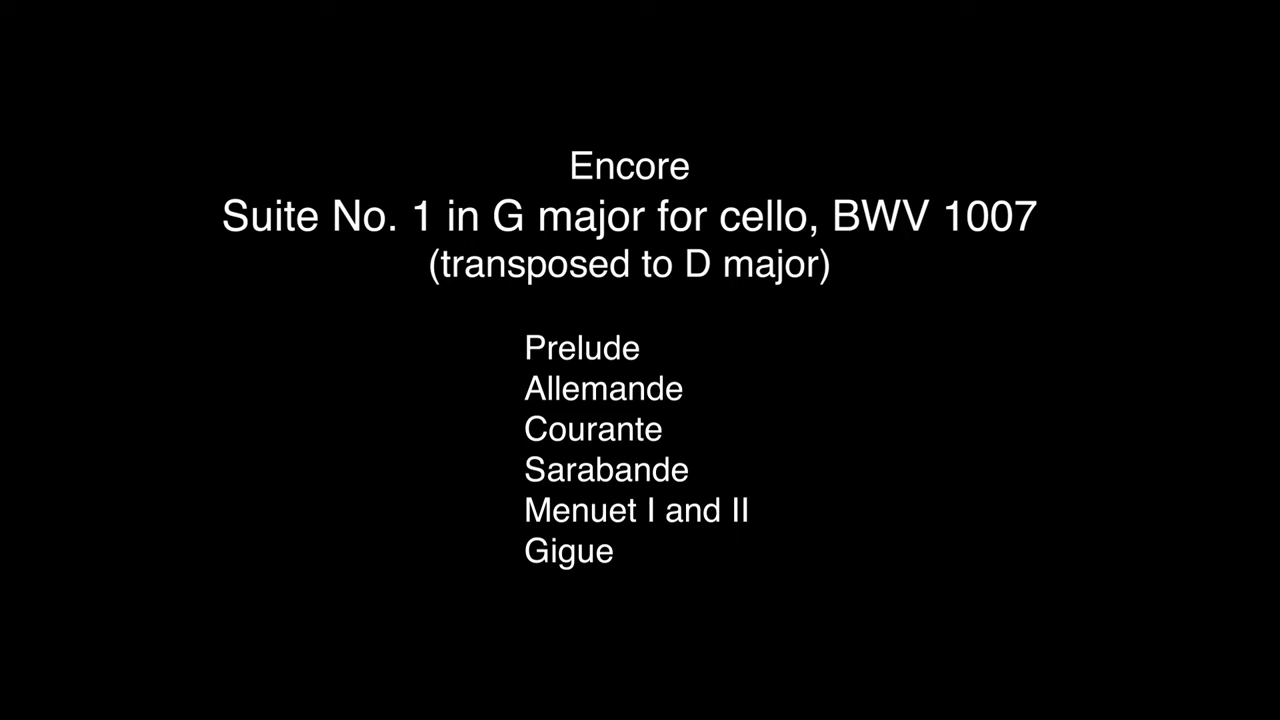 Encore
Suite No. 1 in G major for cello, BWV 1007
(transposed to D major)
Prelude
Allemande
Courante
Sarabande
Menuet I and II
Gigue